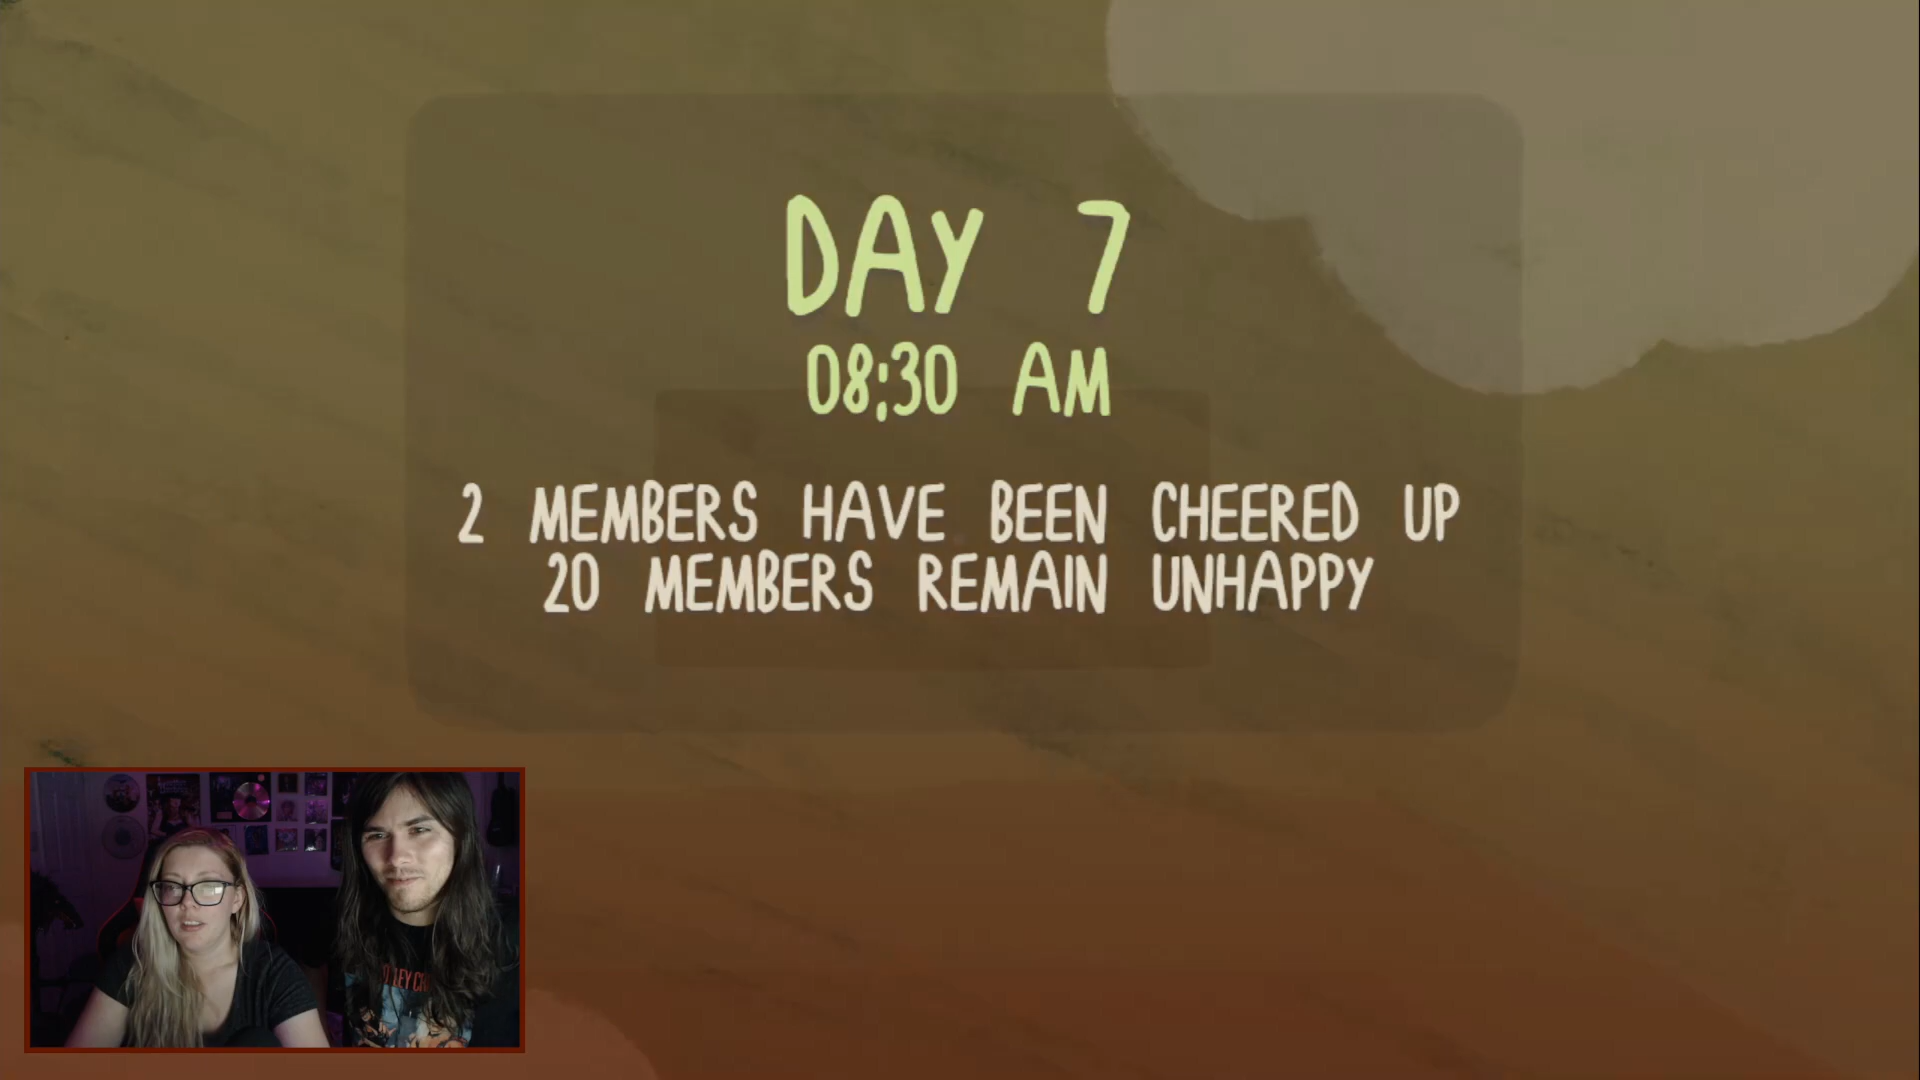 DAY 7
08:30 AM
2 MEMBERS HAVE BEEN CHEERED UP
20 MEMBERS REMAIN UNHAPPY